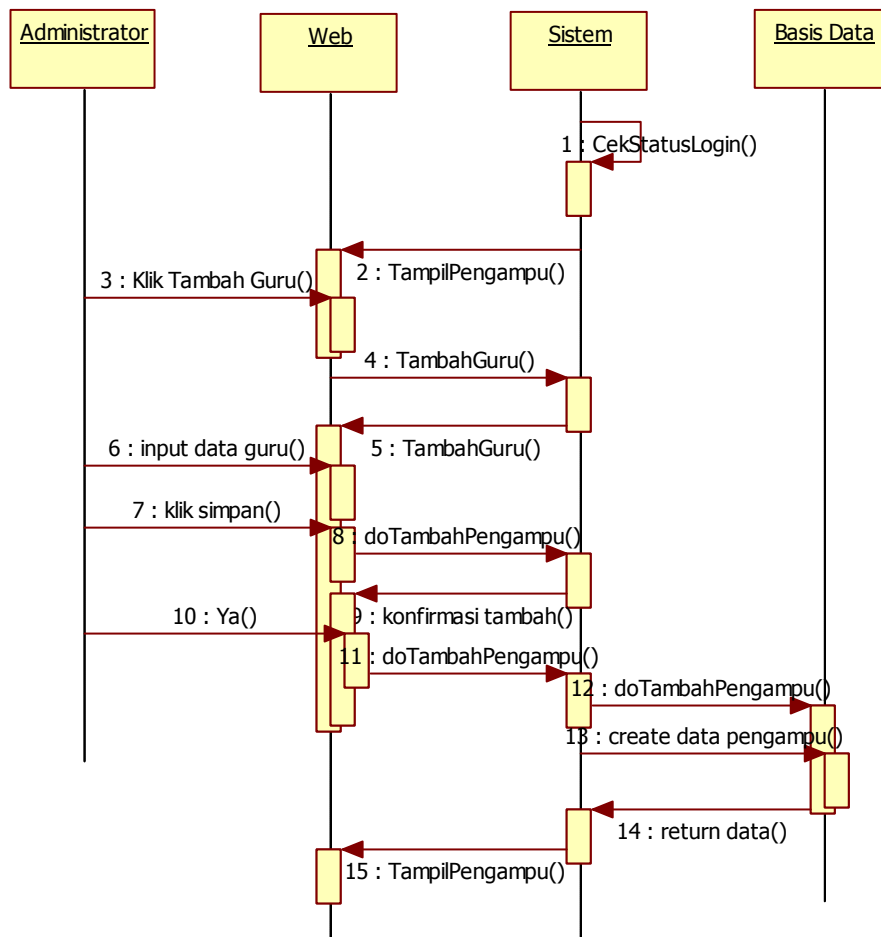 Administrator
Web
Sistem
Basis Data
1 : CekStatusLogin()
2 : TampilPengampu()
3 : Klik Tambah Guru()
4 : TambahGuru()
5 : TambahGuru()
6 : input data guru()
7 : klik simpan()
8 : doTambahPengampu()
9 : konfirmasi tambah()
10 : Ya()
11 : doTambahPengampu()
12 : doTambahPengampu()
13 : create data pengampu()
14 : return data()
15 : TampilPengampu()